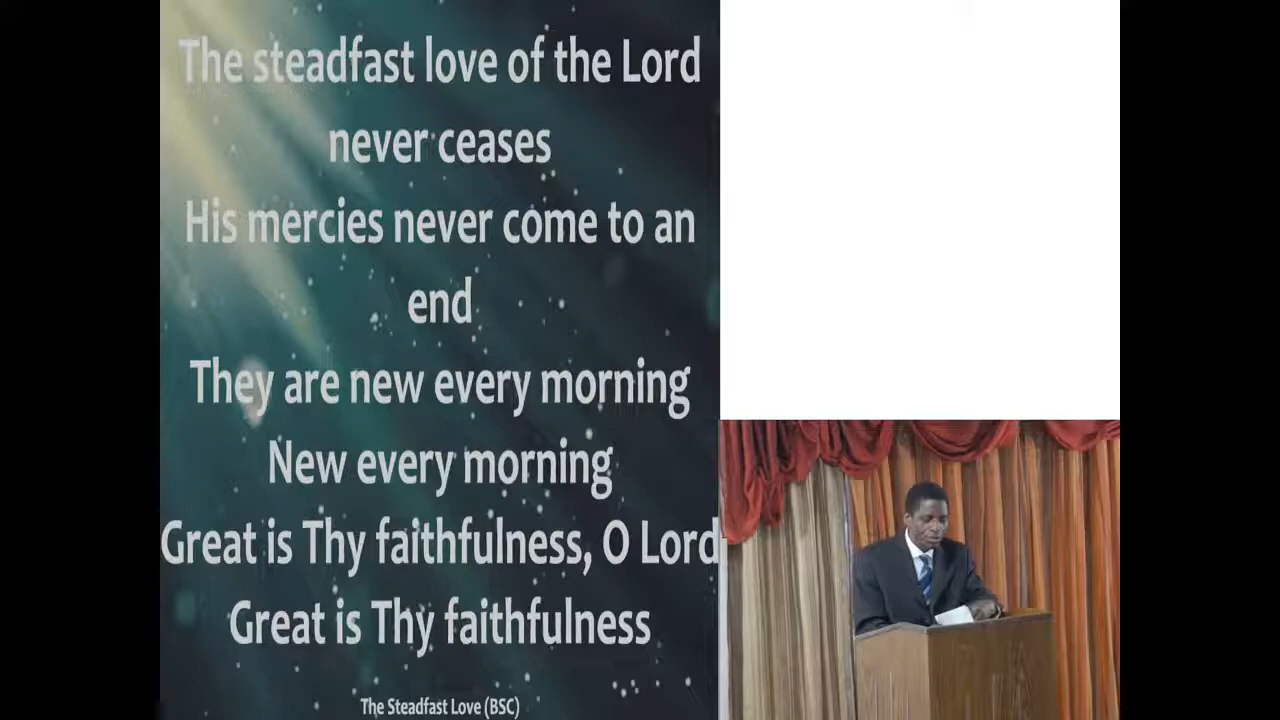 The steadfast love of the Lord
never ceases
His mercies never come to an
end
They are new every morning
New every morning
Great is Thy faithfulness, O Lord
Great is Thy faithfulness
The Steadfast Love (BSC)